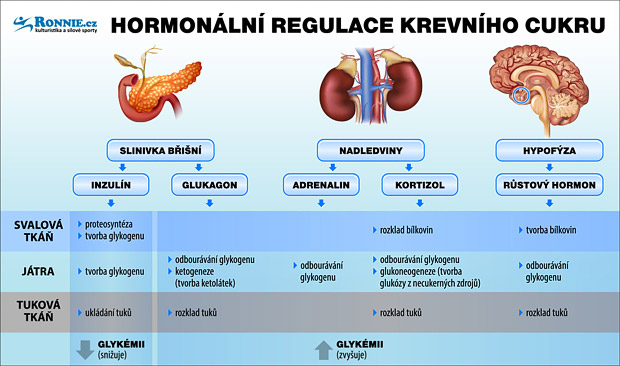 RONNIE.cz
kulturistika a silové sporty
HORMONÁLNÍ REGULACE KREVNÍHO CUKRU
SLINIVKA BŘIŠNÍ
NADLEDVINY
HYPOFÝZA
INZULÍN
GLUKAGON
ADRENALIN
KORTIZOL
RŮSTOVÝ HORMON
SVALOVÁ
TKÁŇ
proteosyntéza
tvorba glykogenu
rozklad bílkovin
tvorba bílkovin
JÁTRA
tvorba glykogenu
odbourávání glykogenu
ketogeneze
(tvorba ketolátek)
odbourávání
glykogenu
odbourávání glykogenu
glukoneogeneze (tvorba
glukózy z necukerných zdrojů)
odbourávání
glykogenu
TUKOVÁ
TKÁŇ
ukládání tuků
rozklad tuků
rozklad tuků
rozklad tuků
GLYKÉMII
(snižuje)
GLYKÉMII
(zvyšuje)